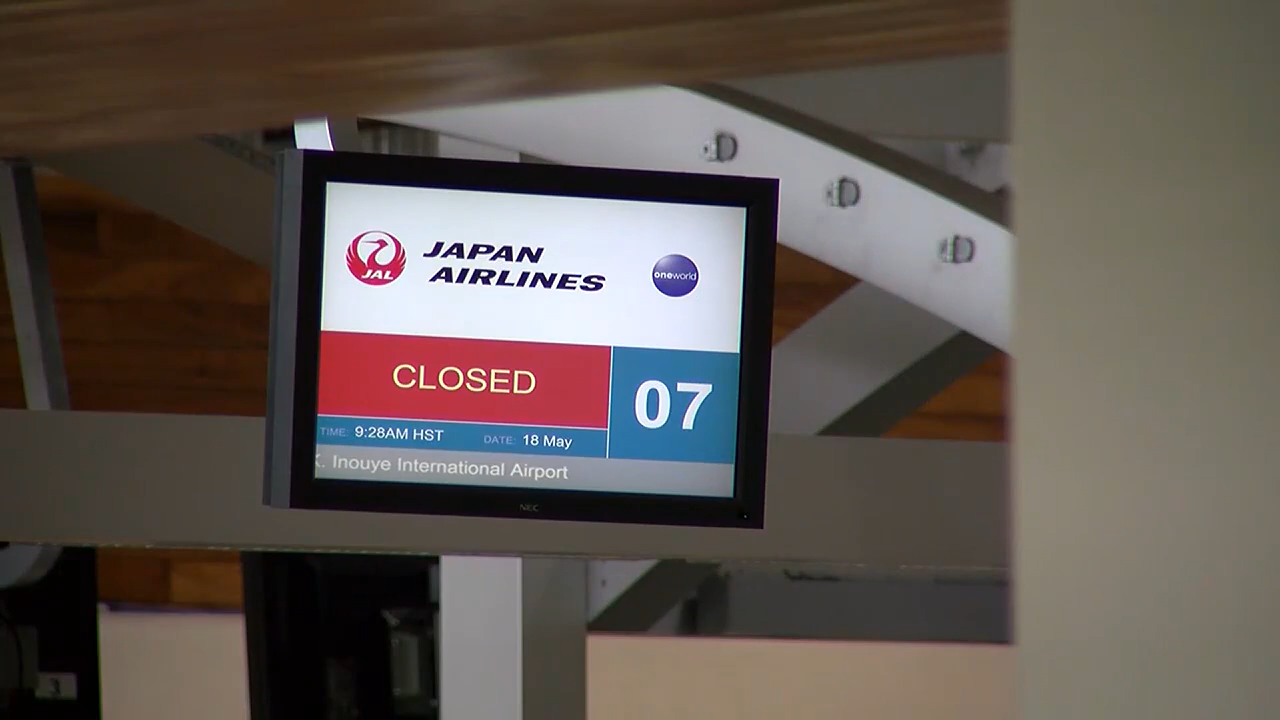 JAL
JAPAN
AIRLINES
oneworld
CLOSED
07
TIME: 9:28AM HST
DATE: 18 May
K. Inouye International Airport
NEC